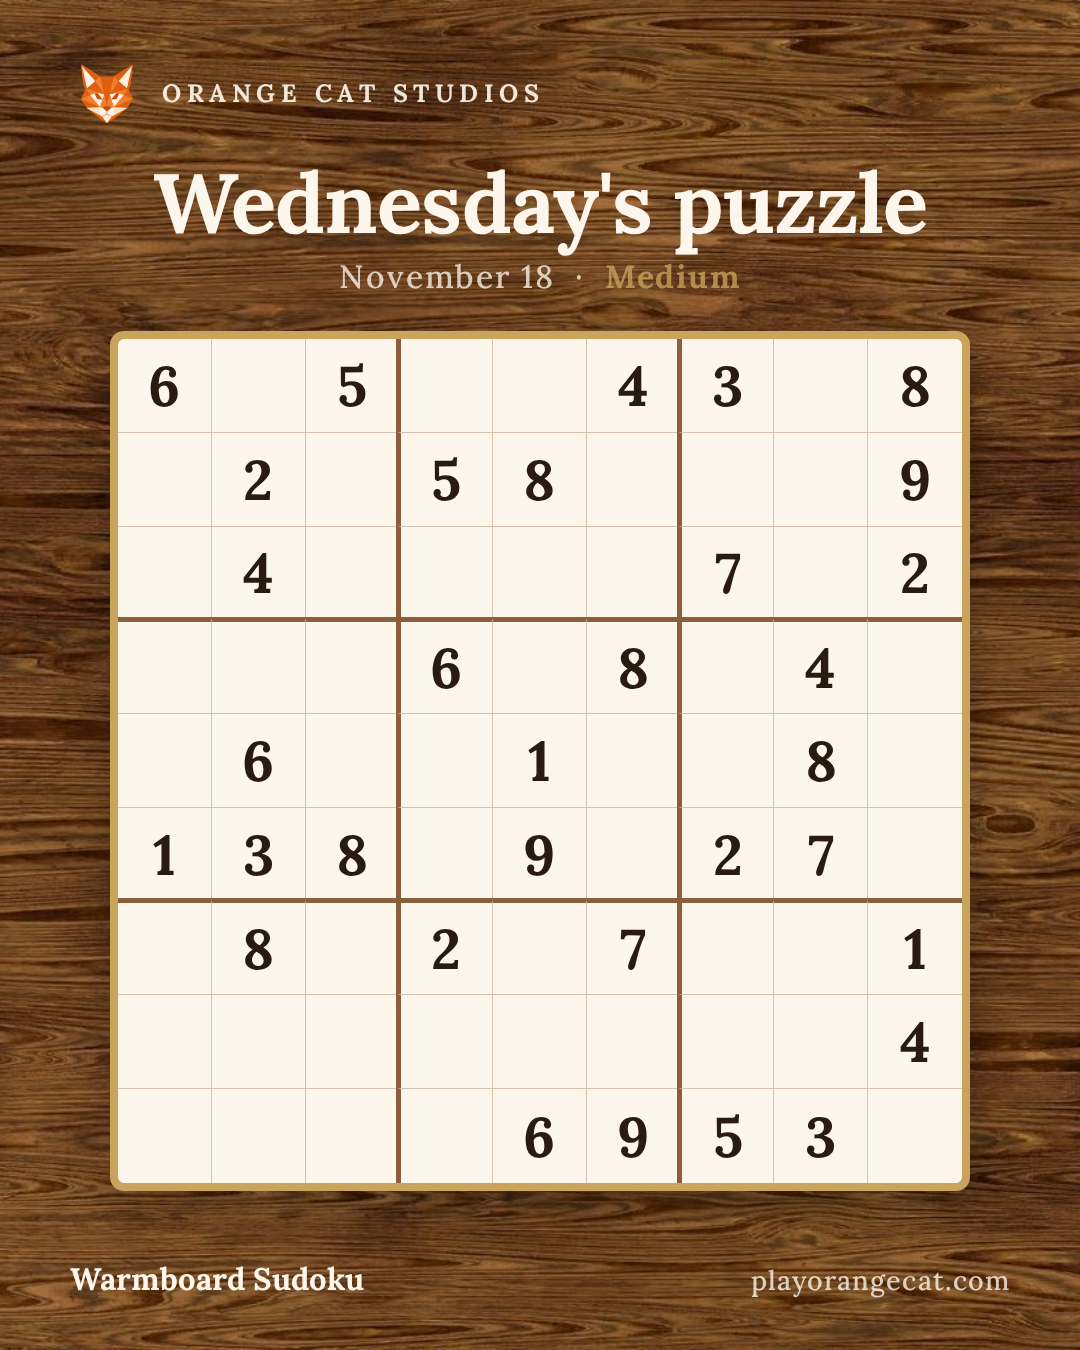 ORANGE CAT STUDIOS
Wednesday's puzzle
November 18 · Medium
6 5 4 3 8
2 5 8 9
4 7 2
6 8 4
6 1 8
1 3 8 9 2 7
8 2 7 1
4
6 9 5 3
Warmboard Sudoku
playorangecat.com